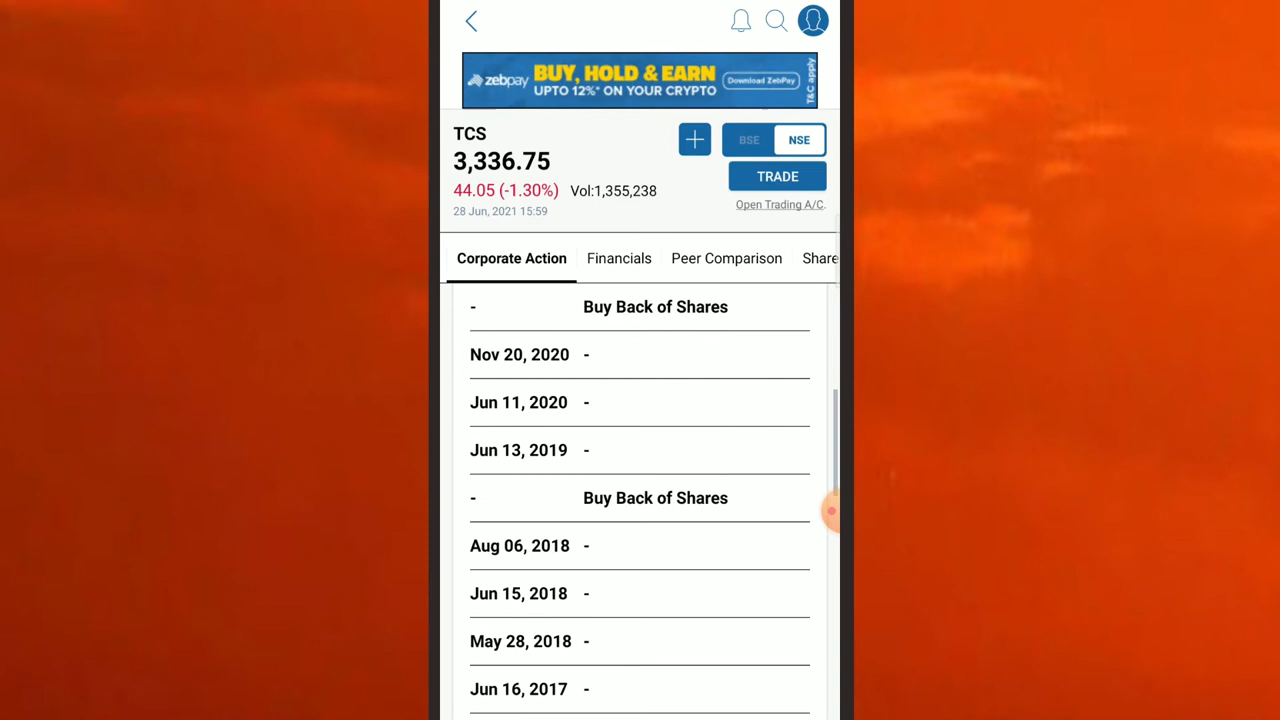 zebpay BUY, HOLD & EARN
UPTO 12%* ON YOUR CRYPTO
Download ZebPay
T&C apply
TCS
3,336.75
44.05 (-1.30%) Vol:1,355,238
28 Jun, 2021 15:59
BSE NSE
TRADE
Open Trading A/C.
Corporate Action Financials Peer Comparison Share
- Buy Back of Shares
Nov 20, 2020 -
Jun 11, 2020 -
Jun 13, 2019 -
- Buy Back of Shares
Aug 06, 2018 -
Jun 15, 2018 -
May 28, 2018 -
Jun 16, 2017 -